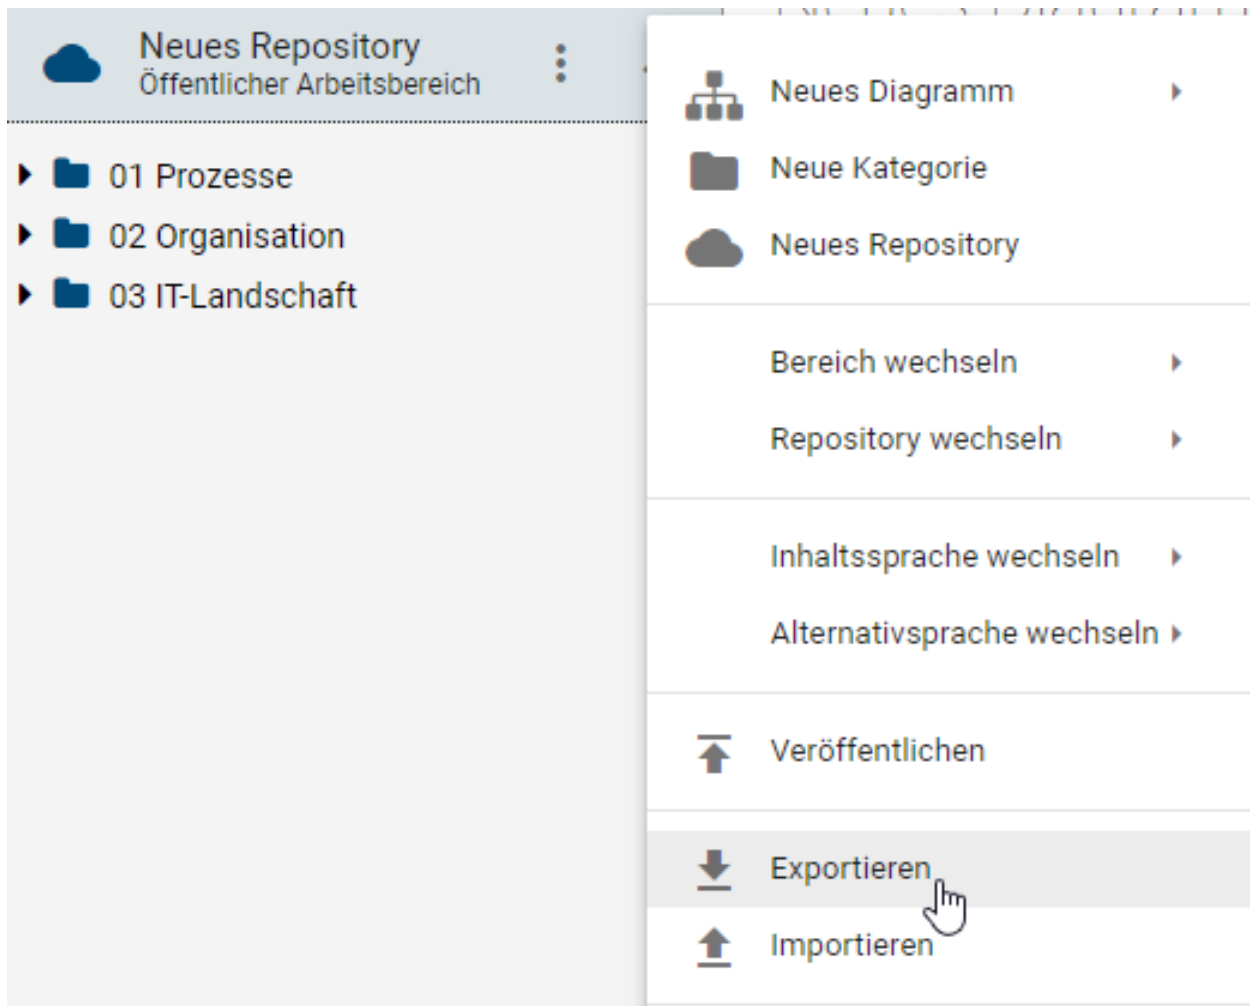 Neues Repository
Öffentlicher Arbeitsbereich
01 Prozesse
02 Organisation
03 IT-Landschaft
Neues Diagramm
Neue Kategorie
Neues Repository
Bereich wechseln
Repository wechseln
Inhaltssprache wechseln
Alternativsprache wechseln
Veröffentlichen
Exportieren
Importieren